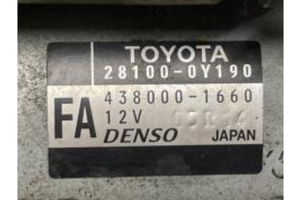 TOYOTA
28100-0Y190
FA 438000-1660
12V
DENSO JAPAN